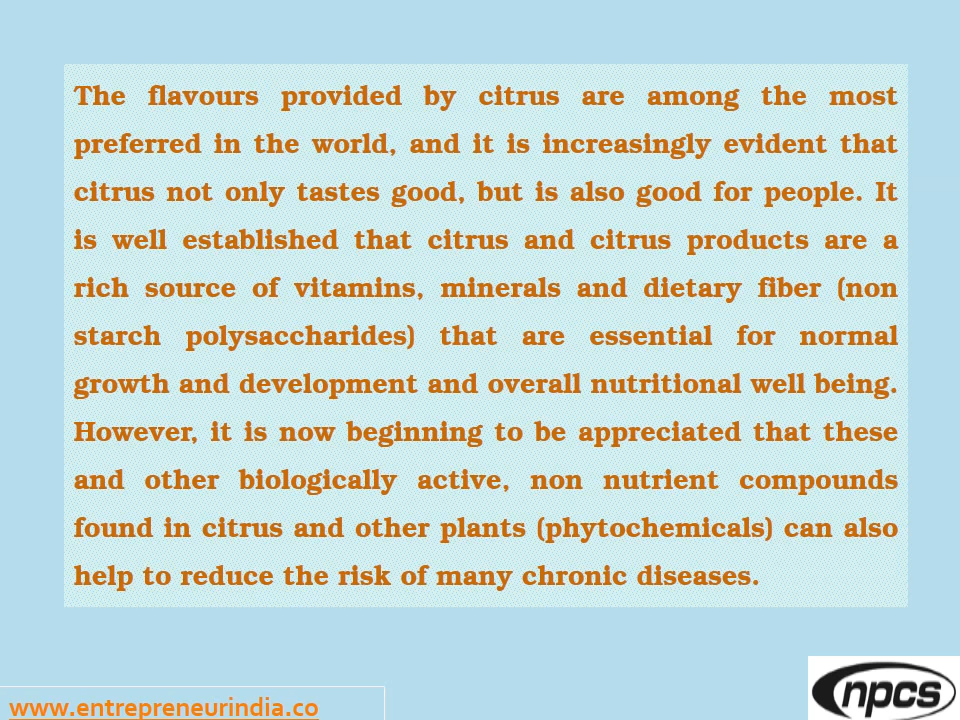 The flavours provided by citrus are among the most
preferred in the world, and it is increasingly evident that
citrus not only tastes good, but is also good for people. It
is well established that citrus and citrus products are a
rich source of vitamins, minerals and dietary fiber (non
starch polysaccharides) that are essential for normal
growth and development and overall nutritional well being.
However, it is now beginning to be appreciated that these
and other biologically active, non nutrient compounds
found in citrus and other plants (phytochemicals) can also
help to reduce the risk of many chronic diseases.
www.entrepreneurindia.co
npcs